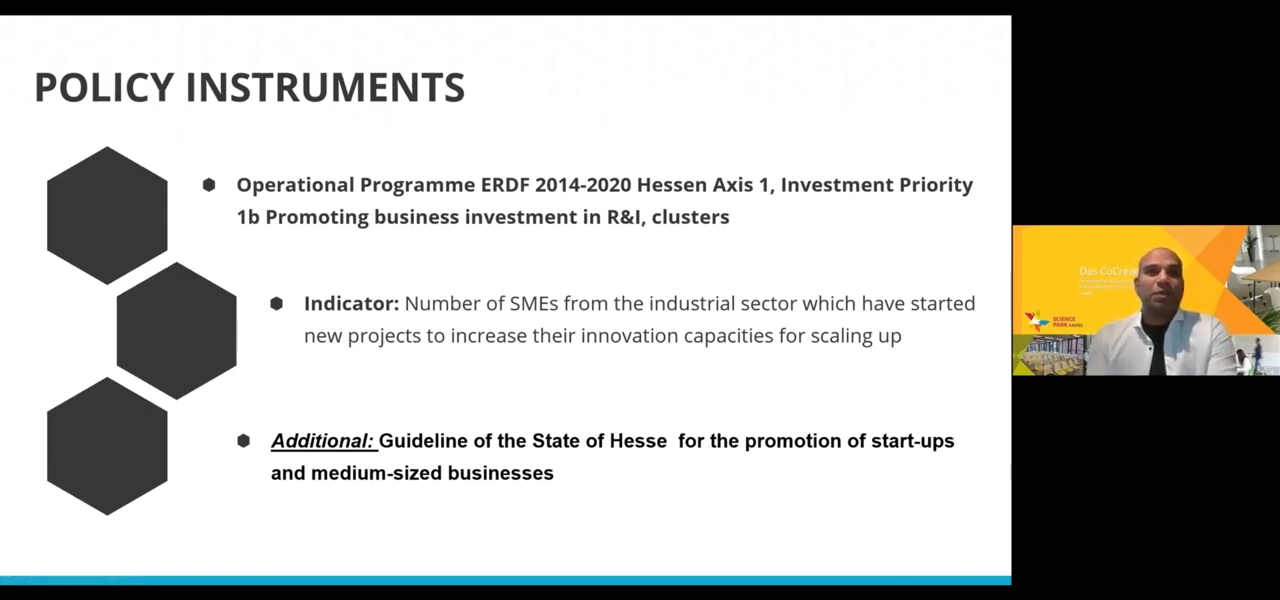 POLICY INSTRUMENTS
Operational Programme ERDF 2014-2020 Hessen Axis 1, Investment Priority
1b Promoting business investment in R&I, clusters
Indicator: Number of SMEs from the industrial sector which have started
new projects to increase their innovation capacities for scaling up
Additional: Guideline of the State of Hesse for the promotion of start-ups
and medium-sized businesses
Das CoCrea
SCIENCE
PARK KASSEL